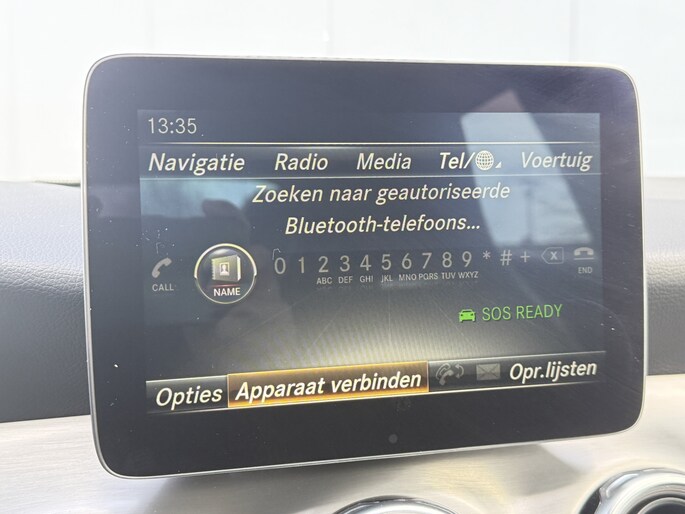 13:35
Navigatie Radio Media Tel/ Voertuig
Zoeken naar geautoriseerde
Bluetooth-telefoons...
0 1 2 3 4 5 6 7 8 9 * # +
ABC DEF GHI JKL MNO PQRS TUV WXYZ
CALL NAME END
SOS READY
Opties Apparaat verbinden Opr.lijsten